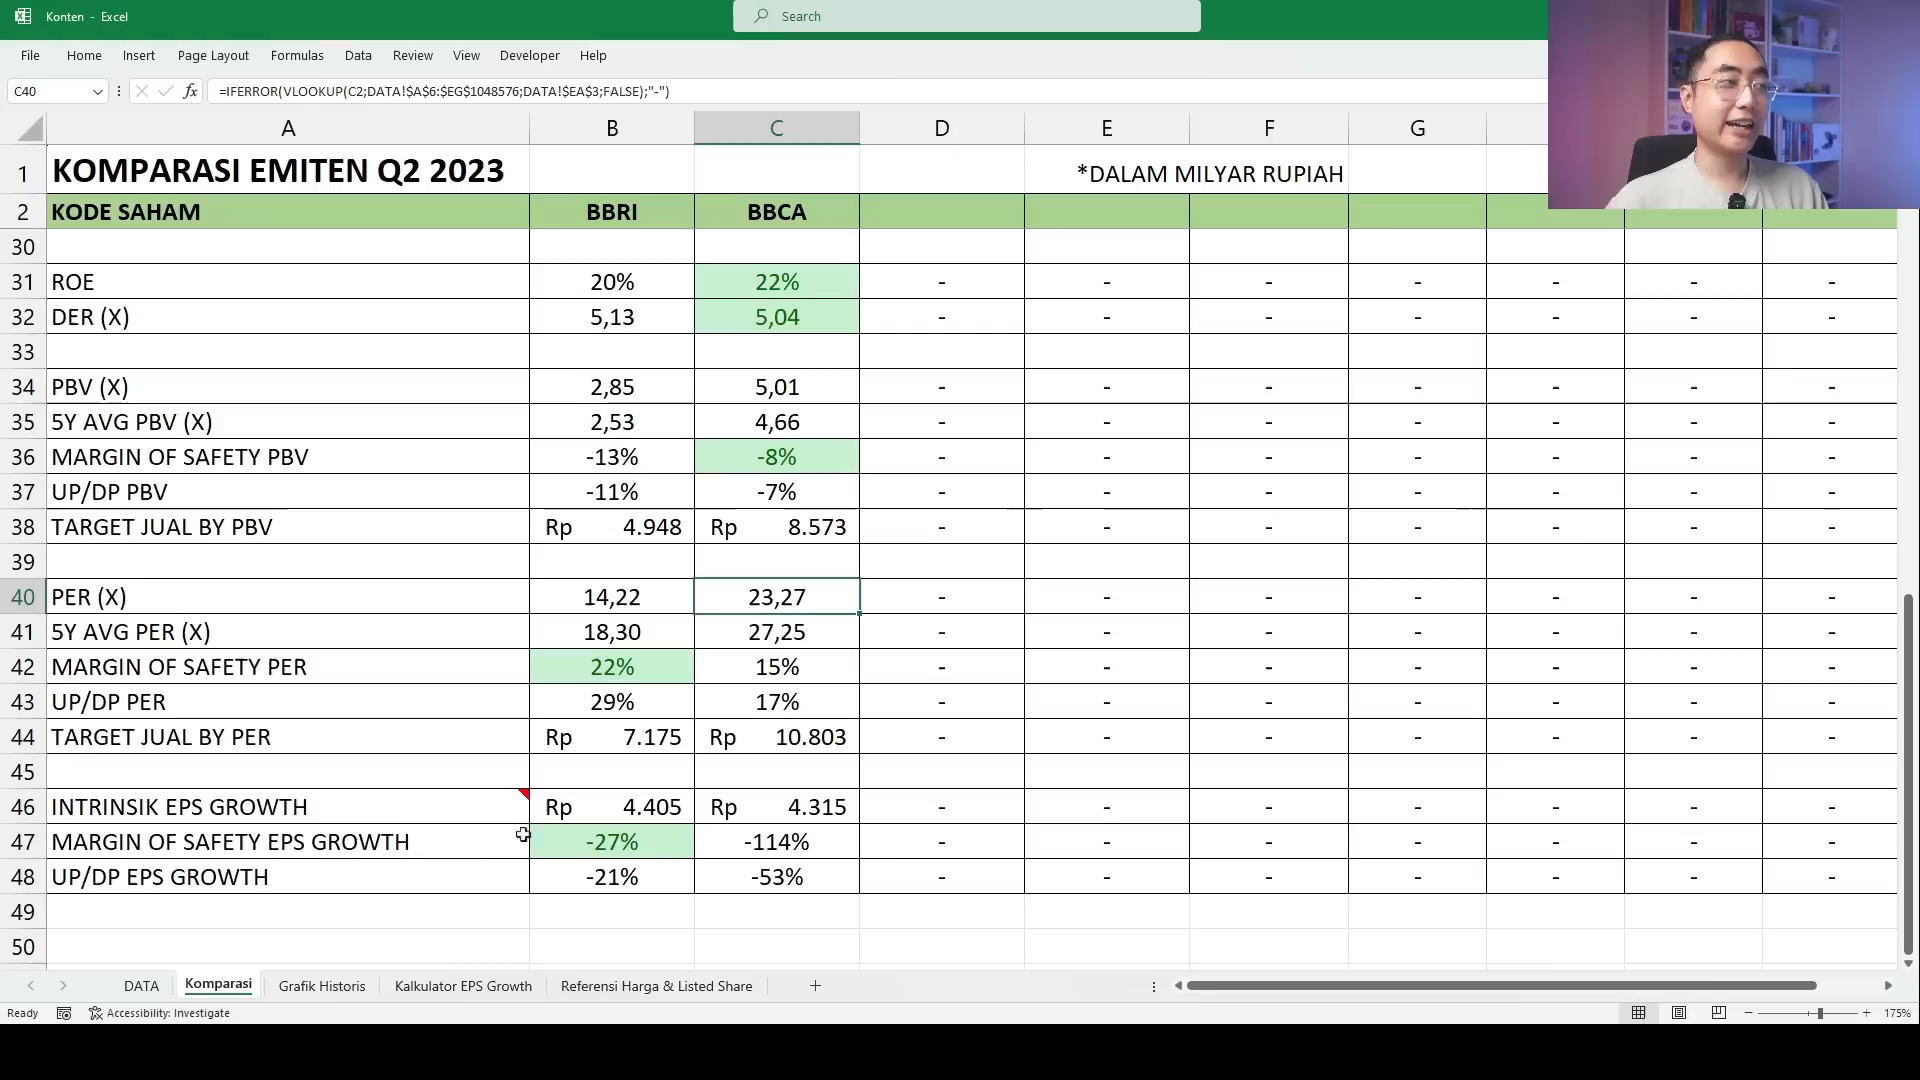 Konten - Excel
Search
File Home Insert Page Layout Formulas Data Review View Developer Help
C40 fx =IFERROR(VLOOKUP(C2;DATA!$A$6:$EG$1048576;DATA!$EA$3;FALSE);"-")
A B C D E F G
1 KOMPARASI EMITEN Q2 2023 *DALAM MILYAR RUPIAH
2 KODE SAHAM BBRI BBCA
30
31 ROE 20% 22% - - - - - - -
32 DER (X) 5,13 5,04 - - - - - - -
33
34 PBV (X) 2,85 5,01 - - - - - - -
35 5Y AVG PBV (X) 2,53 4,66 - - - - - - -
36 MARGIN OF SAFETY PBV -13% -8% - - - - - - -
37 UP/DP PBV -11% -7% - - - - - - -
38 TARGET JUAL BY PBV Rp 4.948 Rp 8.573 - - - - - - -
39
40 PER (X) 14,22 23,27 - - - - - - -
41 5Y AVG PER (X) 18,30 27,25 - - - - - - -
42 MARGIN OF SAFETY PER 22% 15% - - - - - - -
43 UP/DP PER 29% 17% - - - - - - -
44 TARGET JUAL BY PER Rp 7.175 Rp 10.803 - - - - - - -
45
46 INTRINSIK EPS GROWTH Rp 4.405 Rp 4.315 - - - - - - -
47 MARGIN OF SAFETY EPS GROWTH -27% -114% - - - - - - -
48 UP/DP EPS GROWTH -21% -53% - - - - - - -
49
50
DATA Komparasi Grafik Historis Kalkulator EPS Growth Referensi Harga & Listed Share
Ready Accessibility: Investigate 175%